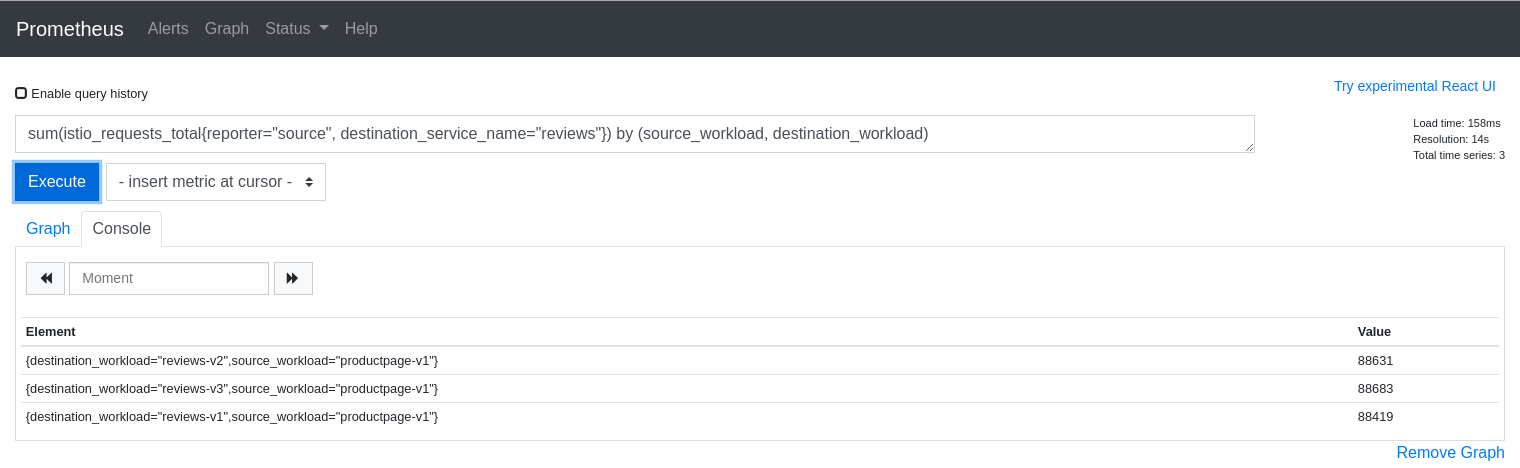 Prometheus Alerts Graph Status Help
Enable query history
Try experimental React UI
sum(istio_requests_total{reporter="source", destination_service_name="reviews"}) by (source_workload, destination_workload)
Load time: 158ms
Resolution: 14s
Total time series: 3
Execute - insert metric at cursor -
Graph Console
Moment
Element Value
{destination_workload="reviews-v2",source_workload="productpage-v1"} 88631
{destination_workload="reviews-v3",source_workload="productpage-v1"} 88683
{destination_workload="reviews-v1",source_workload="productpage-v1"} 88419
Remove Graph